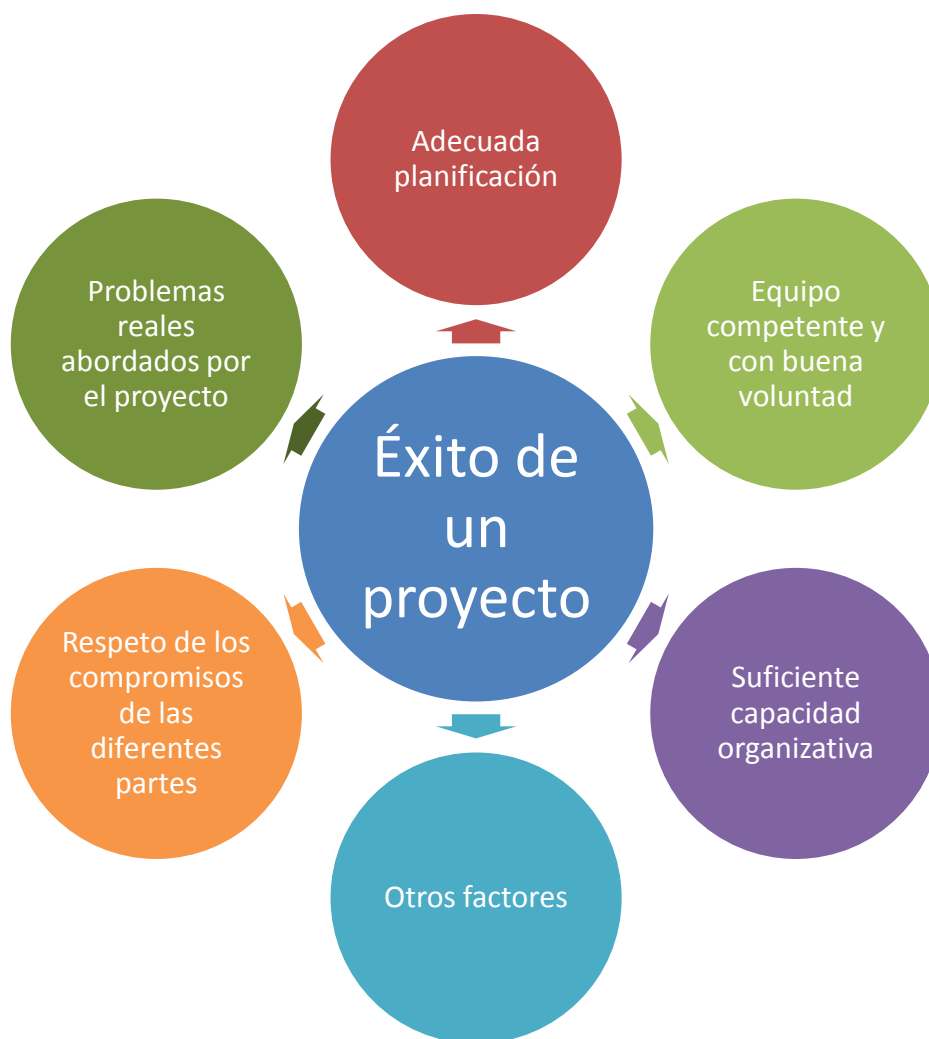 Adecuada
planificación
Problemas
reales
abordados por
el proyecto
Equipo
competente y
con buena
voluntad
Éxito de
un
proyecto
Respeto de los
compromisos
de las
diferentes
partes
Suficiente
capacidad
organizativa
Otros factores